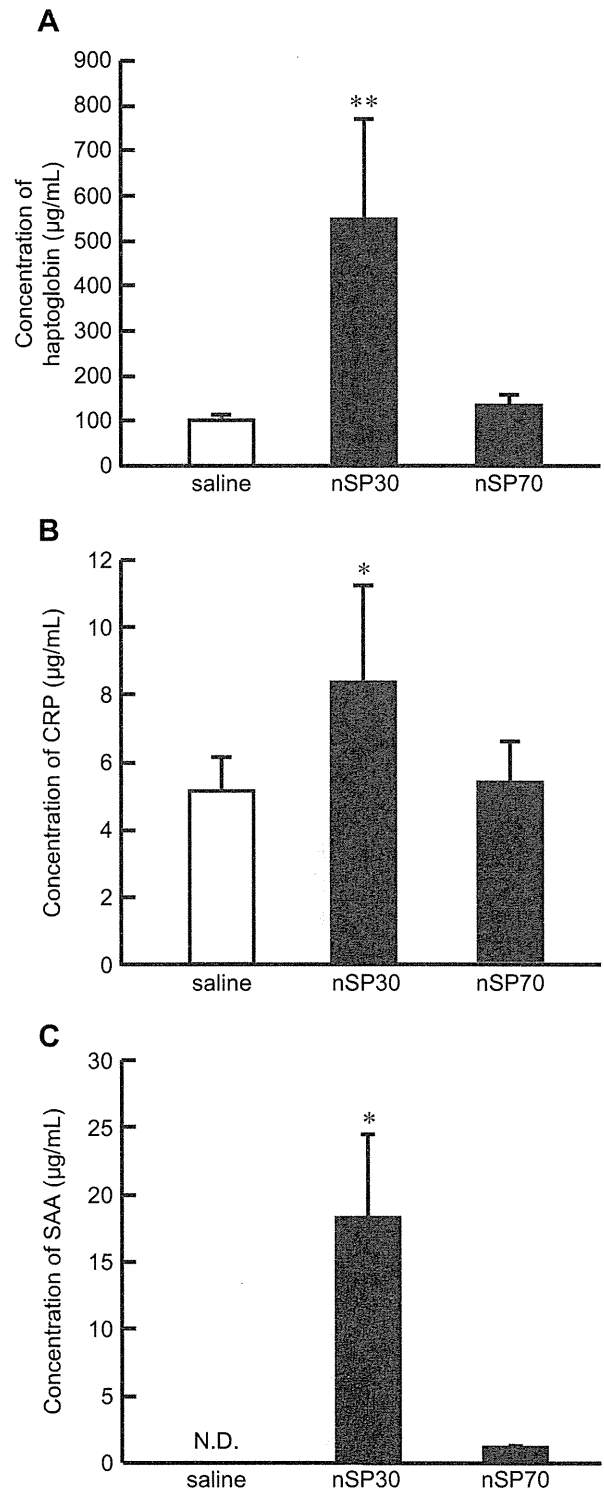 A
Concentration of
haptoglobin (µg/mL)
900
800
700
600
500
400
300
200
100
0
**
saline nSP30 nSP70
B
Concentration of CRP (µg/mL)
12
10
8
6
4
2
0
*
saline nSP30 nSP70
C
Concentration of SAA (µg/mL)
30
25
20
15
10
5
0
*
N.D.
saline nSP30 nSP70